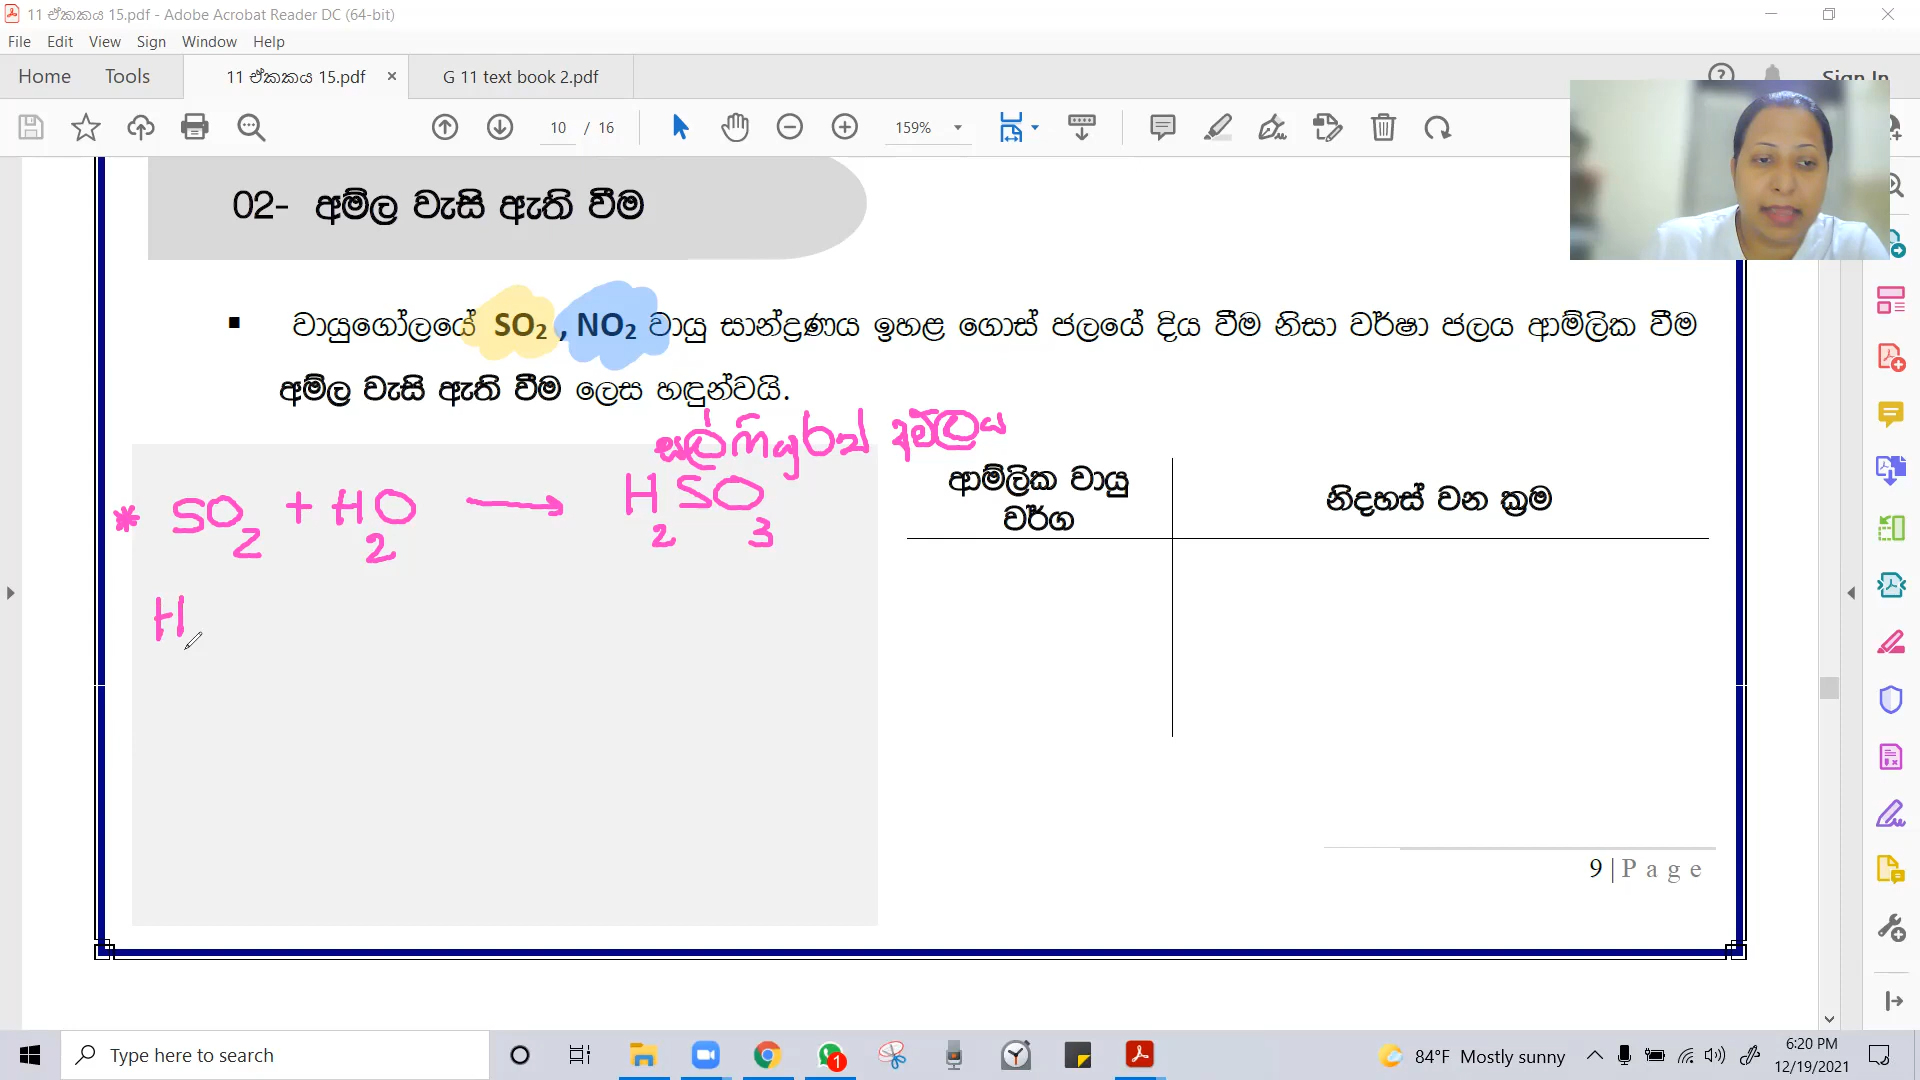 11 ඒකකය 15.pdf - Adobe Acrobat Reader DC (64-bit)
File Edit View Sign Window Help
Home Tools 11 ඒකකය 15.pdf × G 11 text book 2.pdf Sign In
10 / 16 159%
02- අම්ල වැසි ඇති වීම
▪ වායුගෝලයේ SO₂ , NO₂ වායු සාන්ද්‍රණය ඉහළ ගොස් ජලයේ දිය වීම නිසා වර්ෂා ජලය ආම්ලික වීම
අම්ල වැසි ඇති වීම ලෙස හඳුන්වයි.
සල්ෆියුරස් අම්ලය
* SO₂ + H₂O → H₂SO₃
H
ආම්ලික වායු
වර්ග
නිදහස් වන ක්‍රම
9 | P a g e
Type here to search
1
84°F Mostly sunny
6:20 PM
12/19/2021